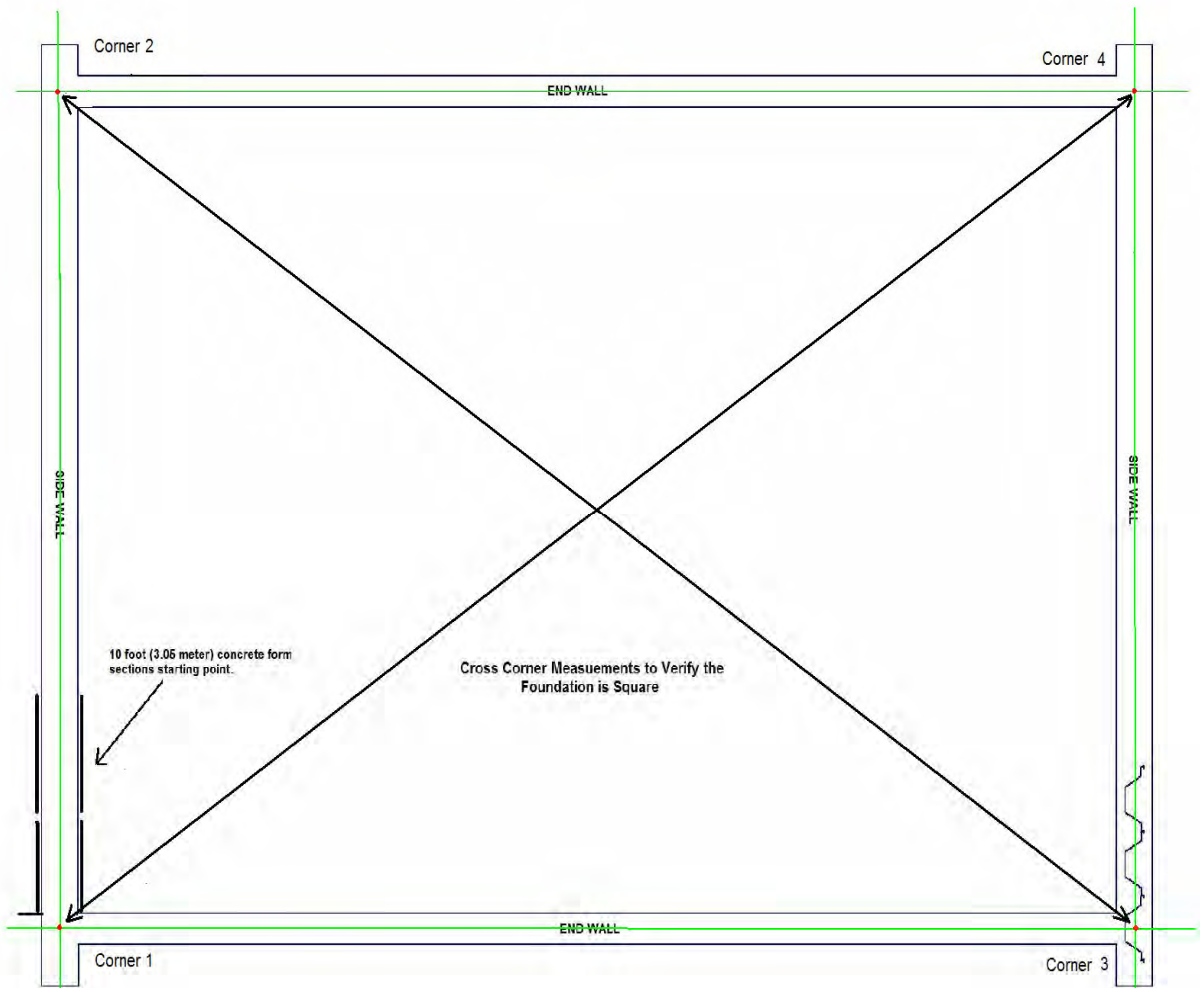 Corner 2
Corner 4
END WALL
SIDE WALL
SIDE WALL
10 foot (3.05 meter) concrete form
sections starting point.
Cross Corner Measuements to Verify the
Foundation is Square
END WALL
Corner 1
Corner 3